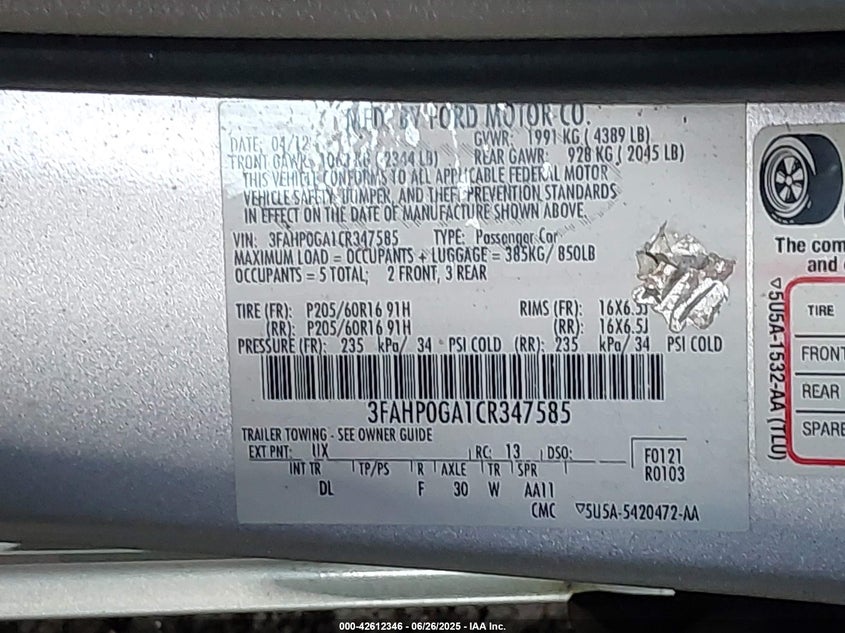 MFD. BY FORD MOTOR CO.
DATE: 04/12 GVWR: 1991 KG ( 4389 LB)
FRONT GAWR: 1063 KG ( 2344 LB) REAR GAWR: 928 KG ( 2045 LB)
THIS VEHICLE CONFORMS TO ALL APPLICABLE FEDERAL MOTOR
VEHICLE SAFETY, BUMPER, AND THEFT PREVENTION STANDARDS
IN EFFECT ON THE DATE OF MANUFACTURE SHOWN ABOVE.
VIN: 3FAHP0GA1CR347585 TYPE: Passenger Car
MAXIMUM LOAD = OCCUPANTS + LUGGAGE = 385KG/ 850LB
OCCUPANTS = 5 TOTAL; 2 FRONT, 3 REAR
TIRE (FR): P205/60R16 91H RIMS (FR): 16X6.5J
(RR): P205/60R16 91H (RR): 16X6.5J
PRESSURE (FR): 235 kPa/ 34 PSI COLD (RR): 235 kPa/ 34 PSI COLD
3FAHP0GA1CR347585
TRAILER TOWING - SEE OWNER GUIDE
EXT PNT: UX RC: 13 DSO: F0121
R0103
INT TR TP/PS R AXLE TR SPR
DL F 30 W AA11
CMC ▽5U5A-5420472-AA
The com
and
▽5U5A-1532-AA (TLU)
TIRE
FRONT
REAR
SPARE
000-42612346 | 06/26/2025 - IAA Inc.